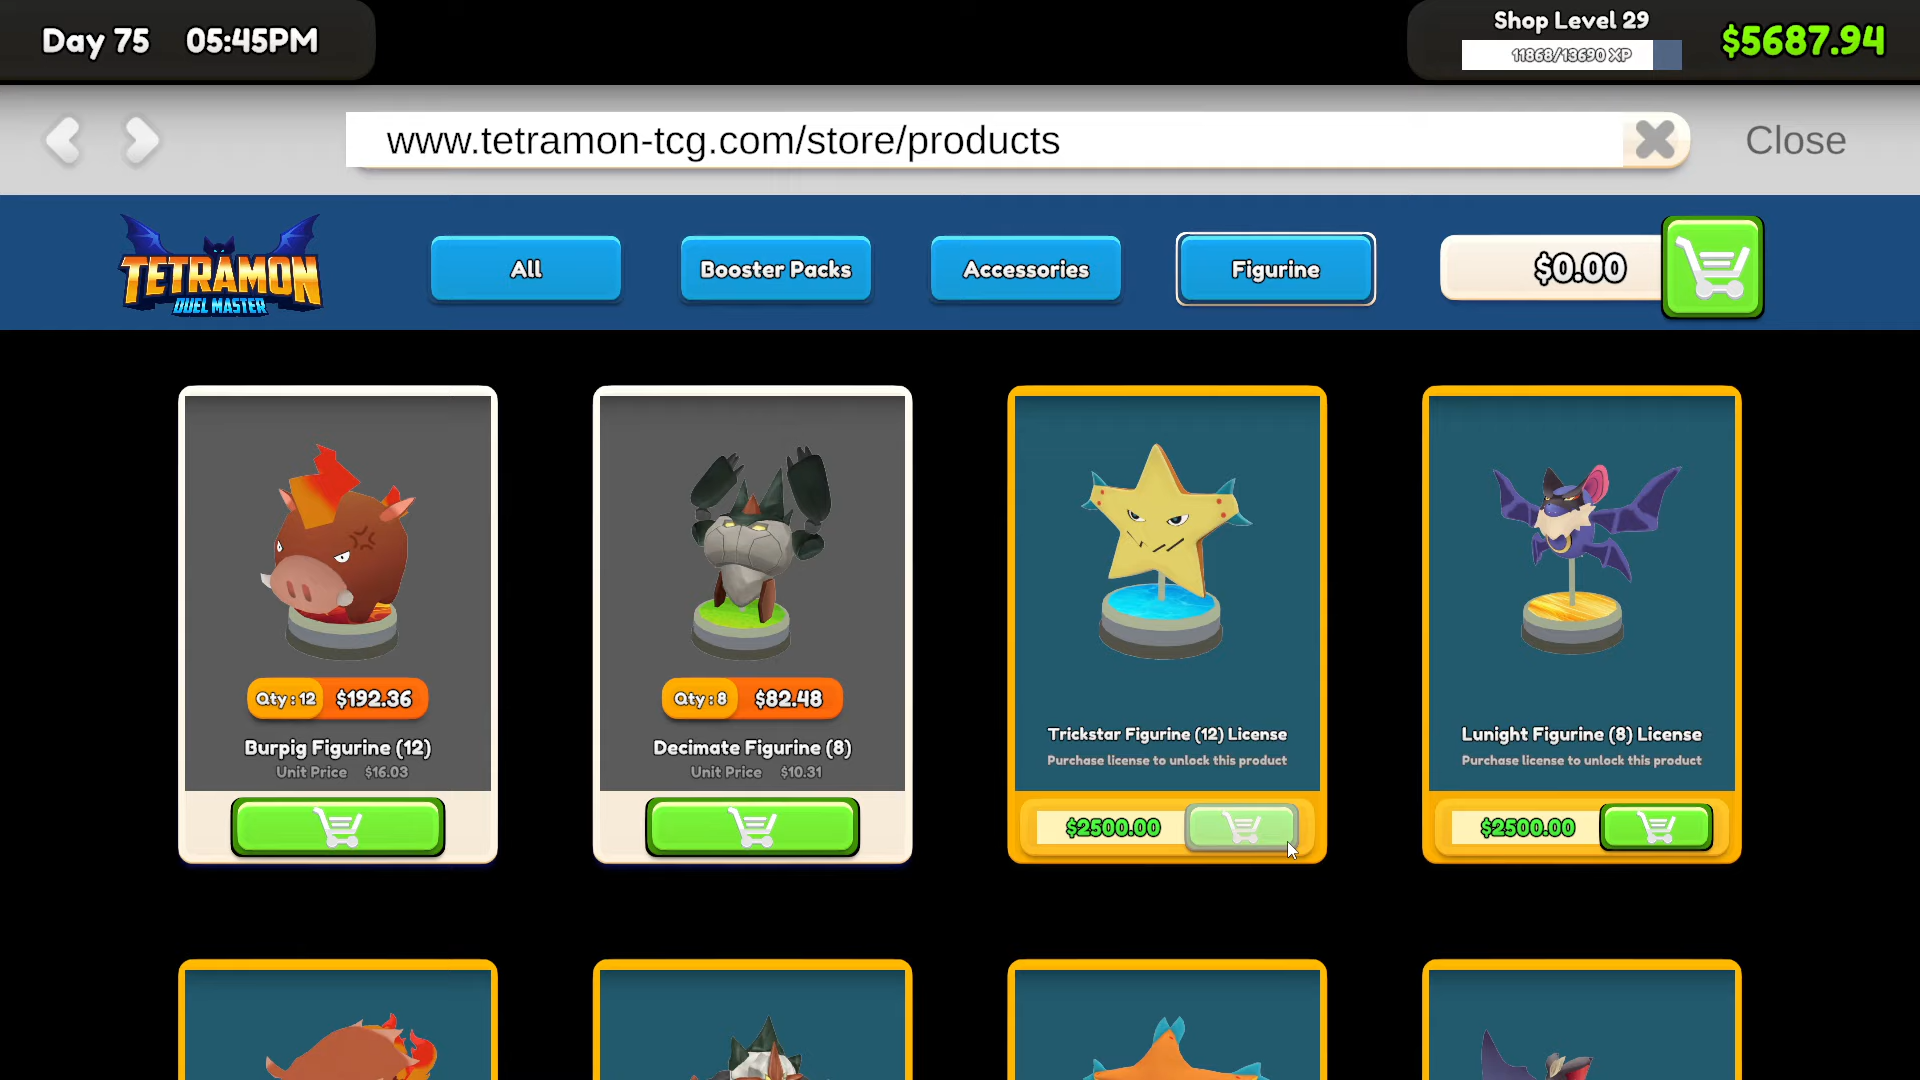 Day 75 05:45PM
Shop Level 29
11868/13690 XP
$5687.94
www.tetramon-tcg.com/store/products
Close
TETRAMON
DUEL MASTER
All
Booster Packs
Accessories
Figurine
$0.00
Qty : 12 $192.36
Burpig Figurine (12)
Unit Price $16.03
Qty : 8 $82.48
Decimate Figurine (8)
Unit Price $10.31
Trickstar Figurine (12) License
Purchase license to unlock this product
$2500.00
Lunight Figurine (8) License
Purchase license to unlock this product
$2500.00